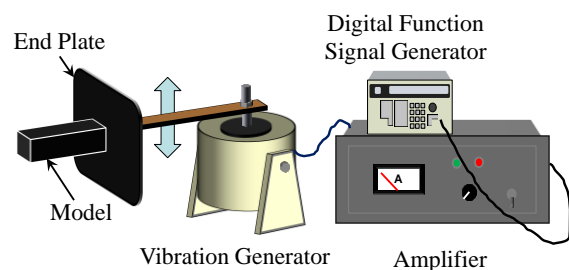 End Plate
Digital Function
Signal Generator
A
Model
Vibration Generator
Amplifier